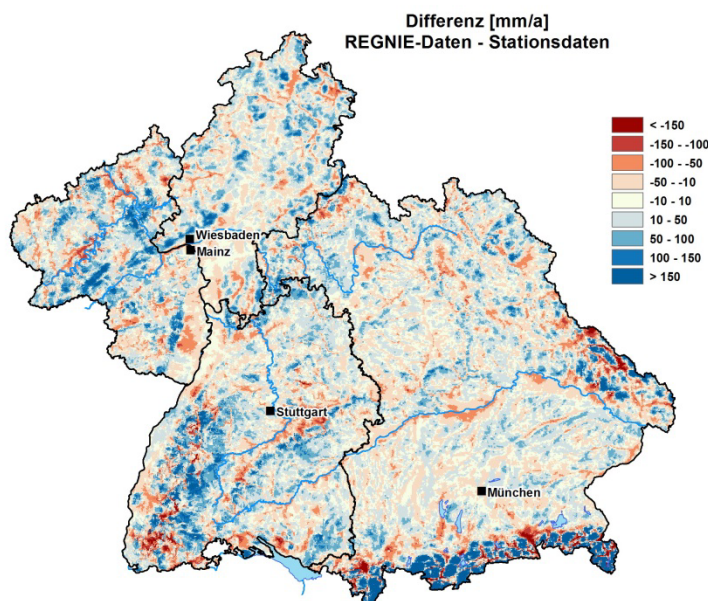 Differenz [mm/a]
REGNIE-Daten - Stationsdaten
< -150
-150 - -100
-100 - -50
-50 - -10
-10 - 10
10 - 50
50 - 100
100 - 150
> 150
Wiesbaden
Mainz
Stuttgart
München